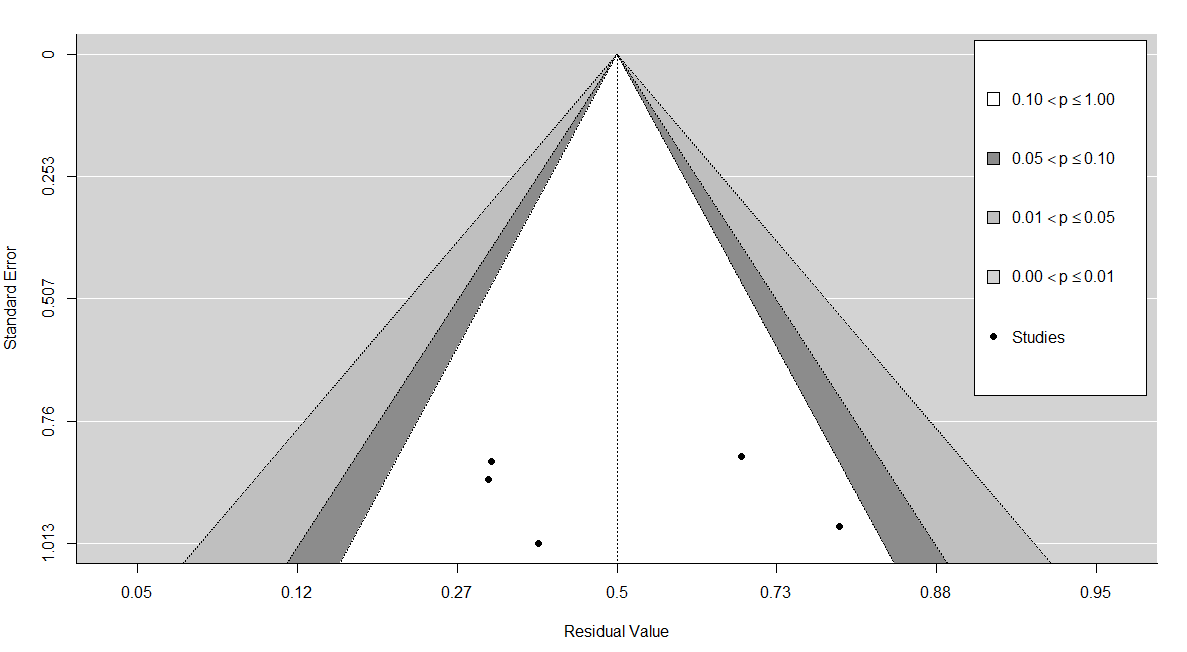 0
0.253
0.507
0.76
1.013
Standard Error
0.10 < p ≤ 1.00
0.05 < p ≤ 0.10
0.01 < p ≤ 0.05
0.00 < p ≤ 0.01
Studies
0.05 0.12 0.27 0.5 0.73 0.88 0.95
Residual Value